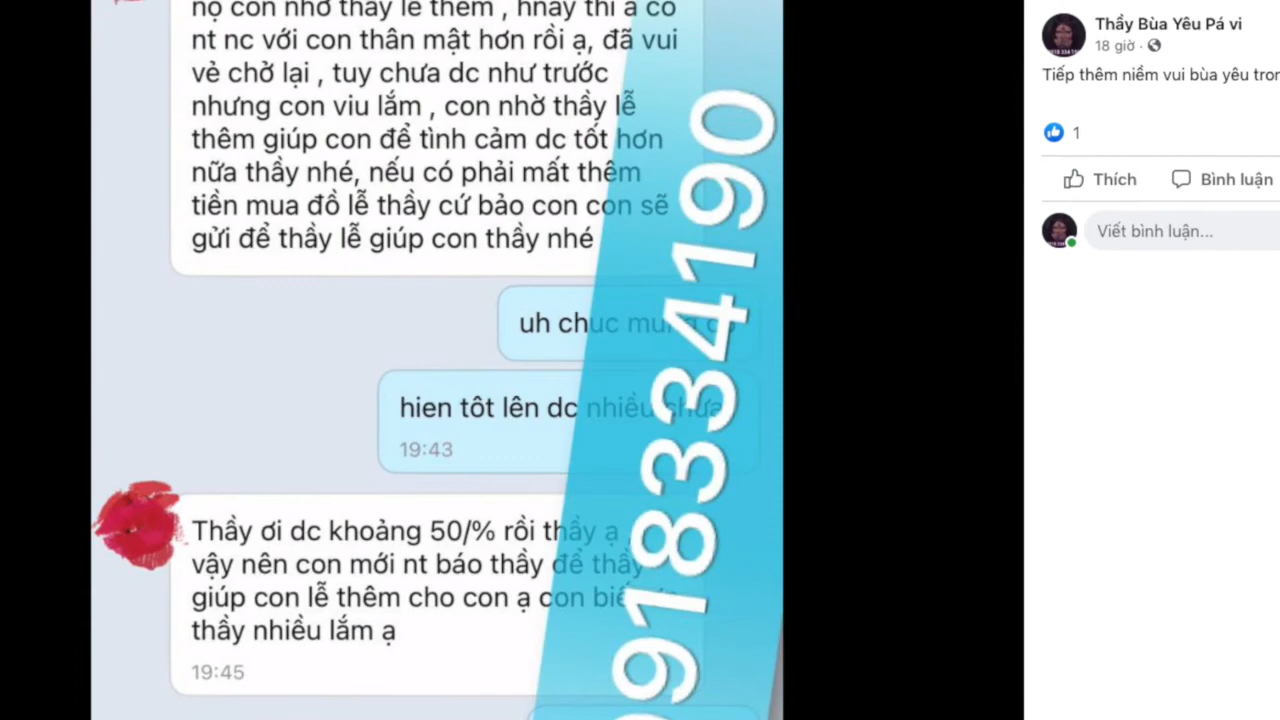 nọ con nhờ thầy lễ thêm , hnay thì a có
nt nc với con thân mật hơn rồi ạ, đã vui
vẻ chở lại , tuy chưa dc như trước
nhưng con viu lắm , con nhờ thầy lễ
thêm giúp con để tình cảm dc tốt hơn
nữa thầy nhé, nếu có phải mất thêm
tiền mua đồ lễ thầy cứ bảo con con sẽ
gửi để thầy lễ giúp con thầy nhé
uh chuc mung
hien tôt lên dc nhiều chưa
19:43
Thầy ơi dc khoảng 50/% rồi thầy ạ
vậy nên con mới nt báo thầy để thầy
giúp con lễ thêm cho con ạ con biết
thầy nhiều lắm ạ
19:45
0918334190
Thầy Bùa Yêu Pá vi
18 giờ
Tiếp thêm niềm vui bùa yêu tron
1
Thích
Bình luận
Viết bình luận...